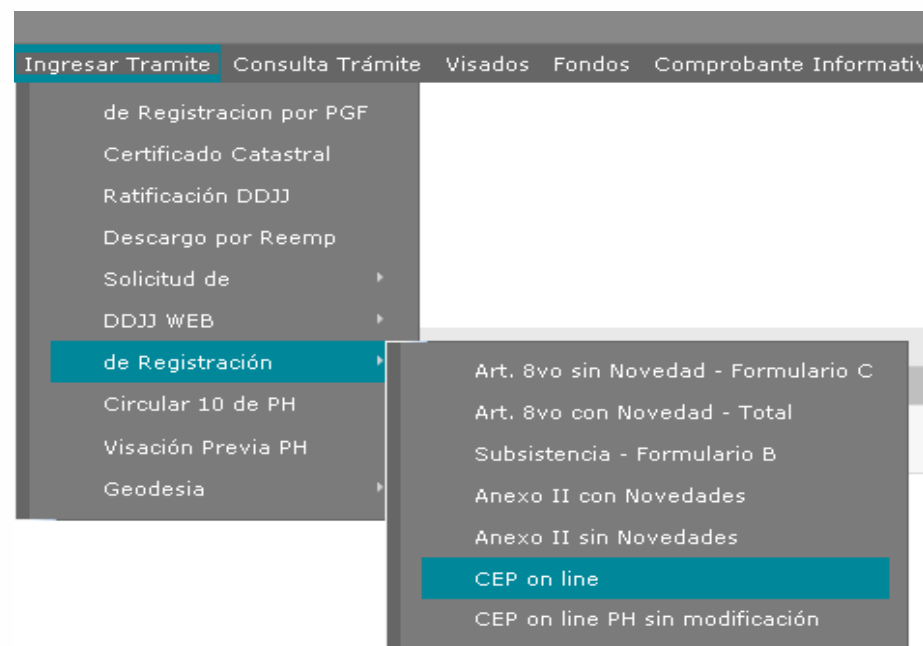 Ingresar Tramite Consulta Trámite Visados Fondos Comprobante
de Registracion por PGF
Certificado Catastral
Ratificación DDJJ
Descargo por Reemp
Solicitud de
DDJJ WEB
de Registración
Circular 10 de PH
Visación Previa PH
Geodesia
Art. 8vo sin Novedad - Formulario C
Art. 8vo con Novedad - Total
Subsistencia - Formulario B
Anexo II con Novedades
Anexo II sin Novedades
CEP on line
CEP on line PH sin modificación